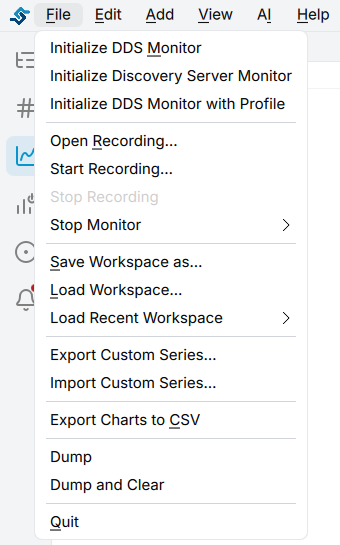 File Edit Add View AI Help
Initialize DDS Monitor
Initialize Discovery Server Monitor
Initialize DDS Monitor with Profile
Open Recording...
Start Recording...
Stop Recording
Stop Monitor
Save Workspace as...
Load Workspace...
Load Recent Workspace
Export Custom Series...
Import Custom Series...
Export Charts to CSV
Dump
Dump and Clear
Quit